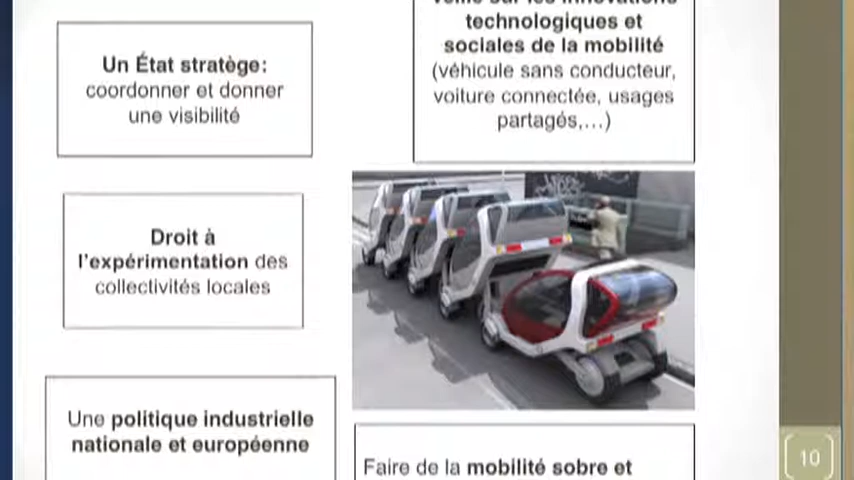 technologiques et
sociales de la mobilité
(véhicule sans conducteur,
voiture connectée, usages
partagés,...)
Un État stratège:
coordonner et donner
une visibilité
Droit à
l'expérimentation des
collectivités locales
Une politique industrielle
nationale et européenne
Faire de la mobilité sobre et
10